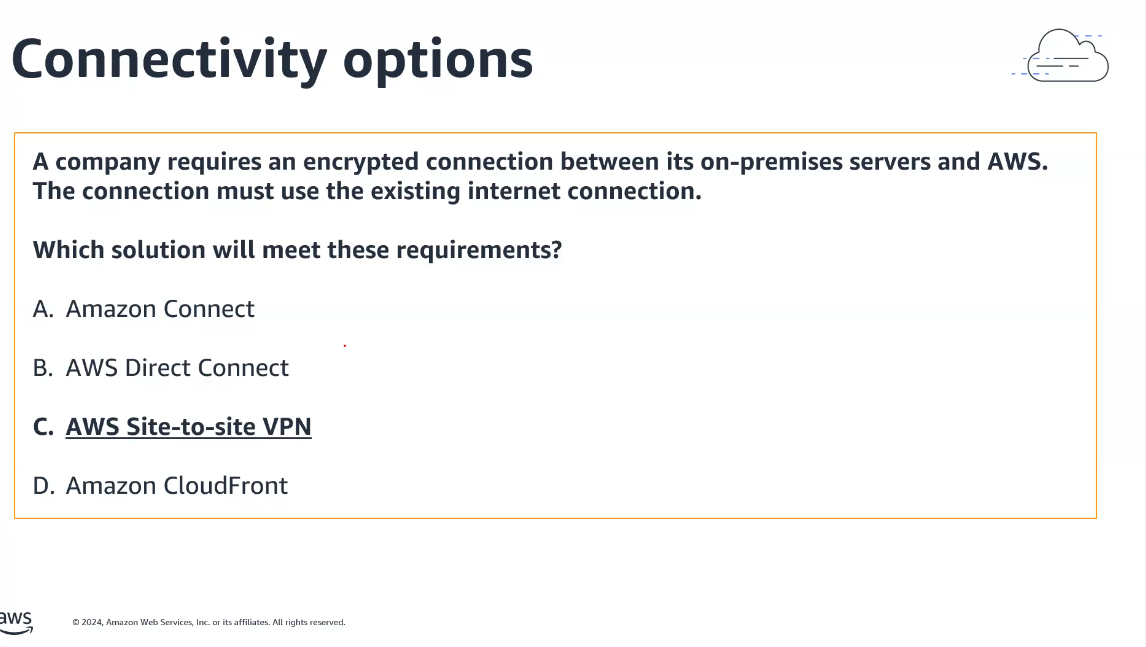 Connectivity options
A company requires an encrypted connection between its on-premises servers and AWS.
The connection must use the existing internet connection.
Which solution will meet these requirements?
A. Amazon Connect
B. AWS Direct Connect
C. AWS Site-to-site VPN
D. Amazon CloudFront
aws
© 2024, Amazon Web Services, Inc. or its affiliates. All rights reserved.